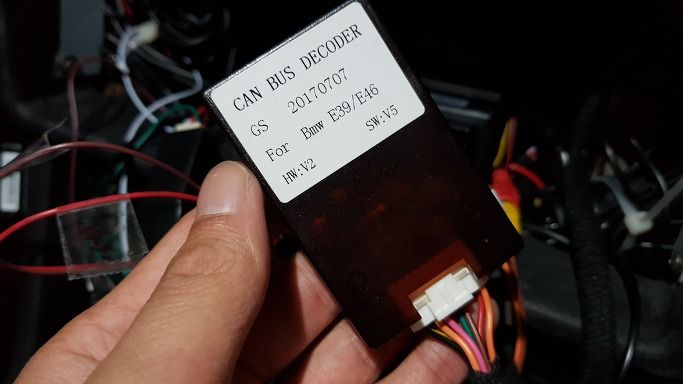 CAN BUS DECODER
GS 20170707
For Bmw E39/E46
HW:V2 SW:V5